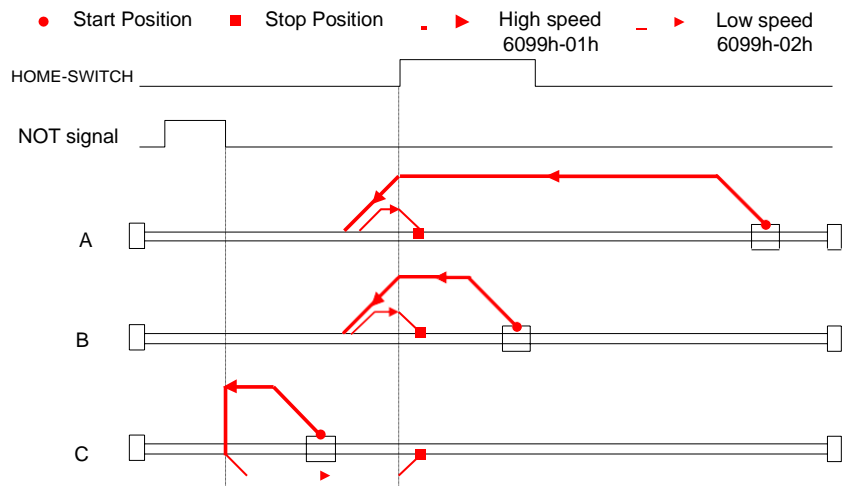 Start Position
Stop Position
High speed
6099h-01h
Low speed
6099h-02h
HOME-SWITCH
NOT signal
A
B
C